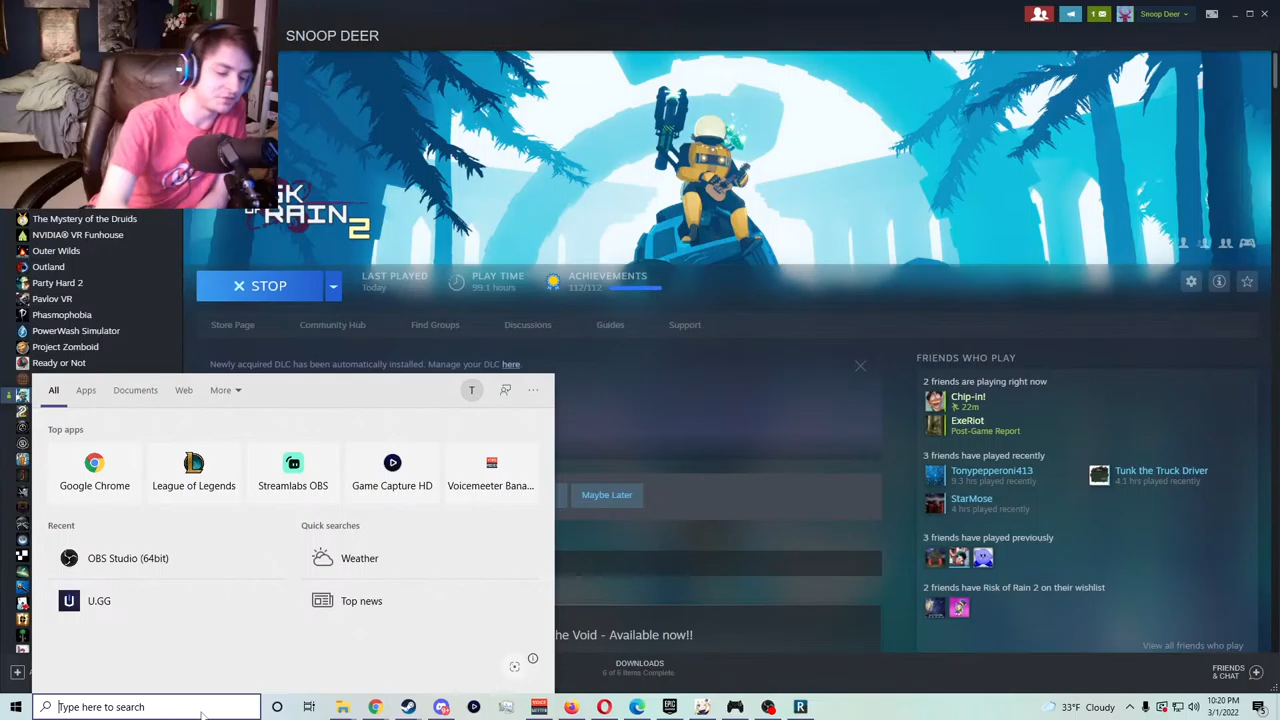 Snoop Deer
1
SNOOP DEER
RAIN
2
The Mystery of the Druids
NVIDIA® VR Funhouse
Outer Wilds
Outland
Party Hard 2
Pavlov VR
Phasmophobia
PowerWash Simulator
Project Zomboid
Ready or Not
STOP
LAST PLAYED
Today
PLAY TIME
99.1 hours
ACHIEVEMENTS
112/112
Store Page
Community Hub
Find Groups
Discussions
Guides
Support
Newly acquired DLC has been automatically installed. Manage your DLC here.
FRIENDS WHO PLAY
2 friends are playing right now
Chip-in!
22m
ExeRiot
Post-Game Report
3 friends have played recently
Tonypepperoni413
9.3 hrs played recently
Tunk the Truck Driver
4.1 hrs played recently
StarMose
4 hrs played recently
3 friends have played previously
2 friends have Risk of Rain 2 on their wishlist
View all friends who play
Maybe Later
he Void - Available now!!
DOWNLOADS
6 of 6 Items Complete
FRIENDS
& CHAT
All
Apps
Documents
Web
More
T
Top apps
Google Chrome
League of Legends
Streamlabs OBS
Game Capture HD
Voicemeeter Bana...
Recent
OBS Studio (64bit)
U.GG
Quick searches
Weather
Top news
Type here to search
33°F Cloudy
10:20 PM
3/1/2022